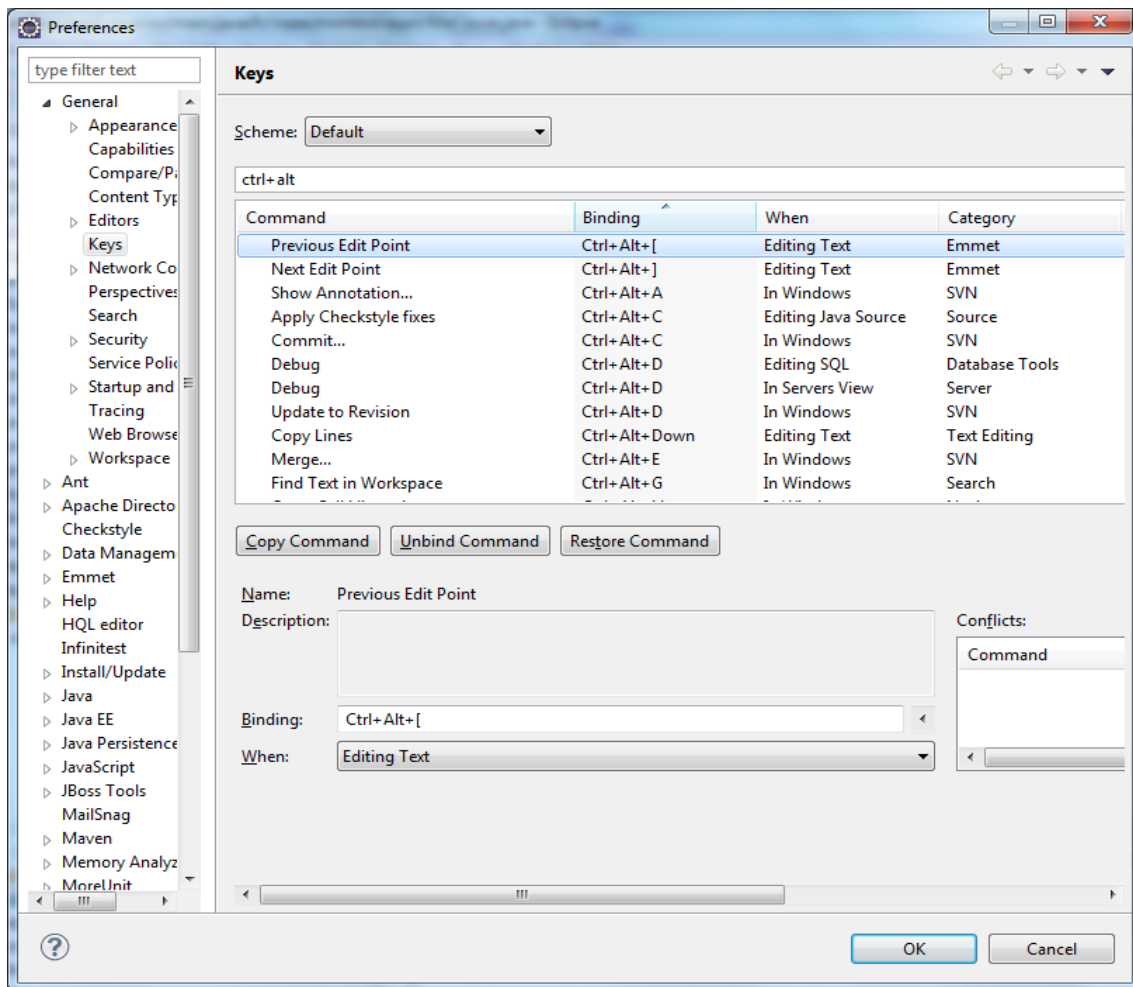 Preferences
type filter text
General
Appearance
Capabilities
Compare/Pa
Content Typ
Editors
Keys
Network Co
Perspectives
Search
Security
Service Polic
Startup and
Tracing
Web Browse
Workspace
Ant
Apache Directo
Checkstyle
Data Managem
Emmet
Help
HQL editor
Infinitest
Install/Update
Java
Java EE
Java Persistence
JavaScript
JBoss Tools
MailSnag
Maven
Memory Analyz
MoreUnit
Keys
Scheme: Default
ctrl+alt
Command Binding When Category
Previous Edit Point Ctrl+Alt+[ Editing Text Emmet
Next Edit Point Ctrl+Alt+] Editing Text Emmet
Show Annotation... Ctrl+Alt+A In Windows SVN
Apply Checkstyle fixes Ctrl+Alt+C Editing Java Source Source
Commit... Ctrl+Alt+C In Windows SVN
Debug Ctrl+Alt+D Editing SQL Database Tools
Debug Ctrl+Alt+D In Servers View Server
Update to Revision Ctrl+Alt+D In Windows SVN
Copy Lines Ctrl+Alt+Down Editing Text Text Editing
Merge... Ctrl+Alt+E In Windows SVN
Find Text in Workspace Ctrl+Alt+G In Windows Search
Copy Command Unbind Command Restore Command
Name: Previous Edit Point
Description: Conflicts:
Command
Binding: Ctrl+Alt+[
When: Editing Text
OK Cancel